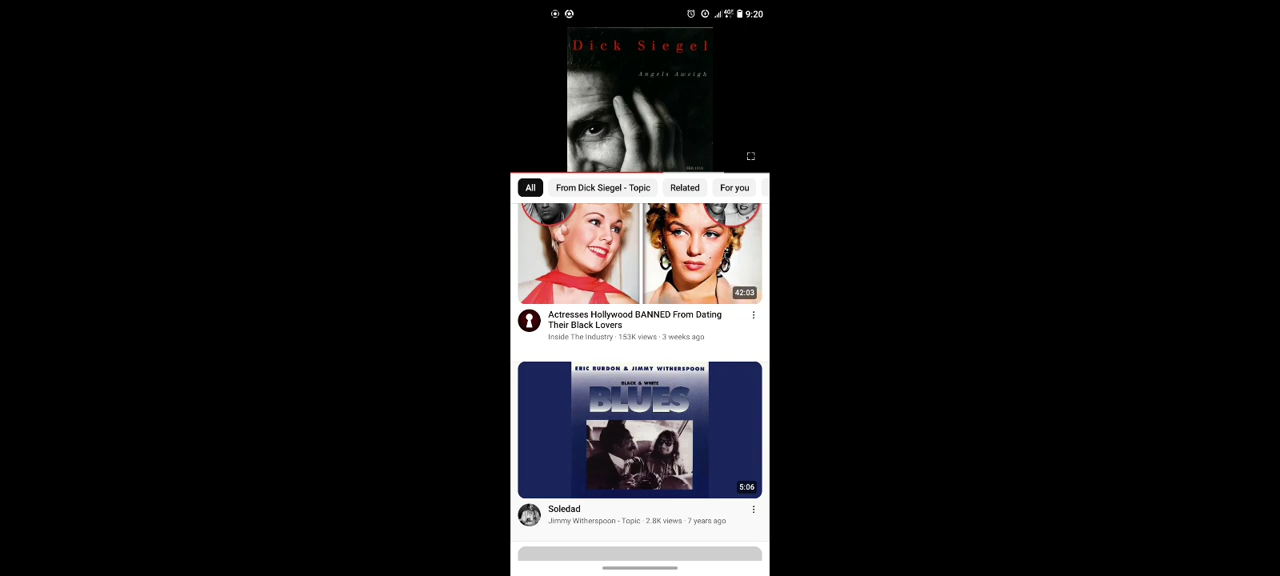 4G+
9:20
Dick Siegel
Angels Aweigh
All
From Dick Siegel - Topic
Related
For you
42:03
Actresses Hollywood BANNED From Dating
Their Black Lovers
Inside The Industry · 153K views · 3 weeks ago
ERIC BURDON & JIMMY WITHERSPOON
BLACK & WHITE
BLUES
5:06
Soledad
Jimmy Witherspoon - Topic · 2.8K views · 7 years ago